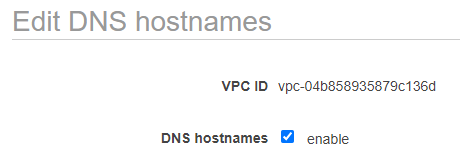 Edit DNS hostnames
VPC ID vpc-04b858935879c136d
DNS hostnames enable